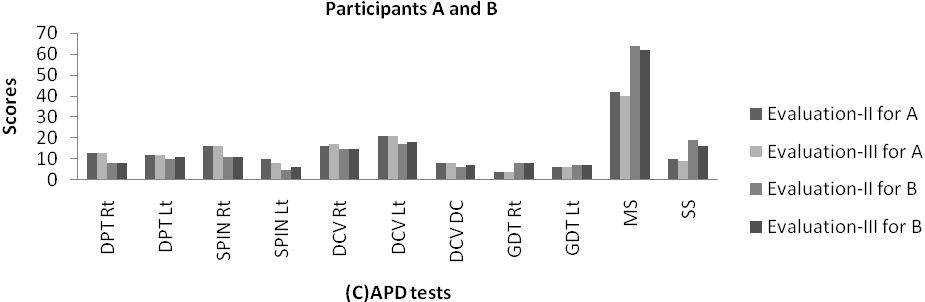 Participants A and B
Scores
70
60
50
40
30
20
10
0
DPT Rt
DPT Lt
SPIN Rt
SPIN Lt
DCV Rt
DCV Lt
DCV DC
GDT Rt
GDT Lt
MS
SS
(C)APD tests
Evaluation-II for A
Evaluation-III for A
Evaluation-II for B
Evaluation-III for B